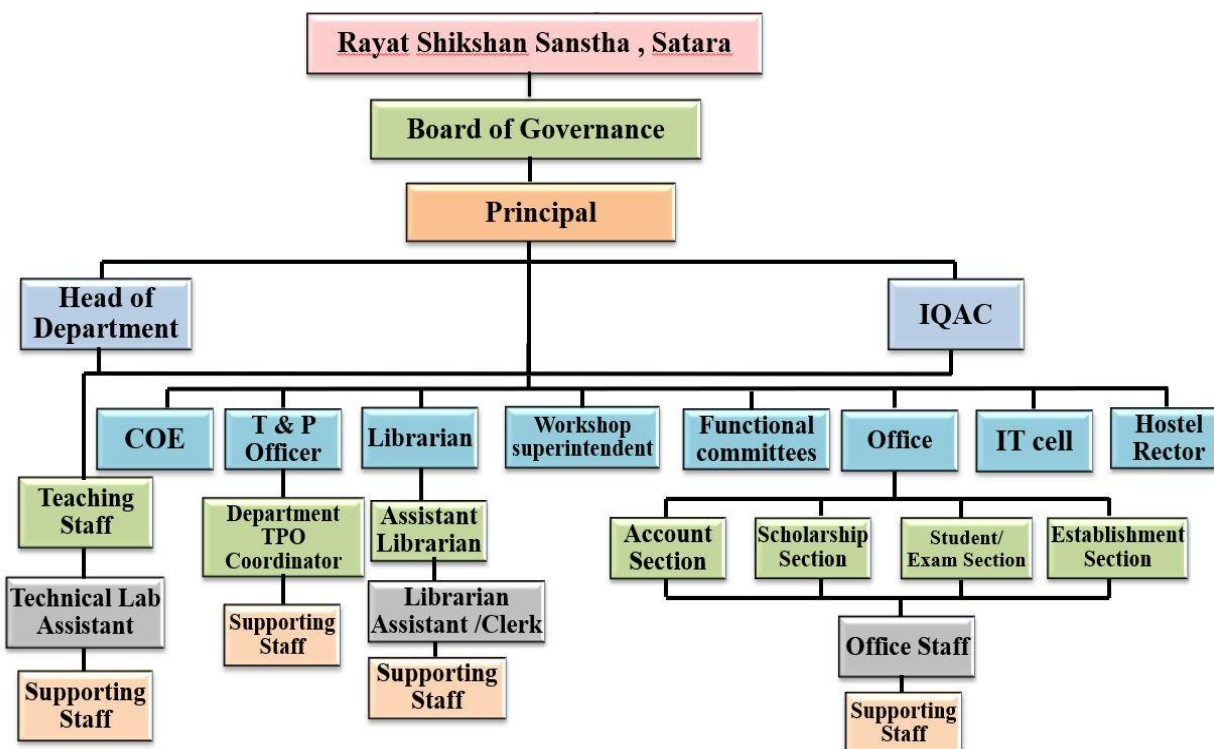 Rayat Shikshan Sanstha , Satara
Board of Governance
Principal
Head of
Department
IQAC
COE
T & P
Officer
Librarian
Workshop
superintendent
Functional
committees
Office
IT cell
Hostel
Rector
Teaching
Staff
Department
TPO
Coordinator
Assistant
Librarian
Account
Section
Scholarship
Section
Student/
Exam Section
Establishment
Section
Technical Lab
Assistant
Supporting
Staff
Librarian
Assistant /Clerk
Office Staff
Supporting
Staff
Supporting
Staff
Supporting
Staff